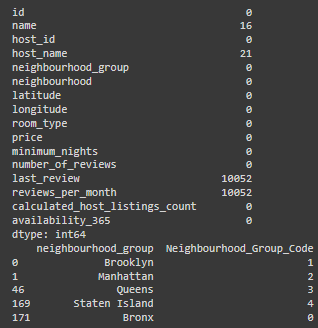 id 0
name 16
host_id 0
host_name 21
neighbourhood_group 0
neighbourhood 0
latitude 0
longitude 0
room_type 0
price 0
minimum_nights 0
number_of_reviews 0
last_review 10052
reviews_per_month 10052
calculated_host_listings_count 0
availability_365 0
dtype: int64
neighbourhood_group Neighbourhood_Group_Code
0 Brooklyn 1
1 Manhattan 2
46 Queens 3
169 Staten Island 4
171 Bronx 0